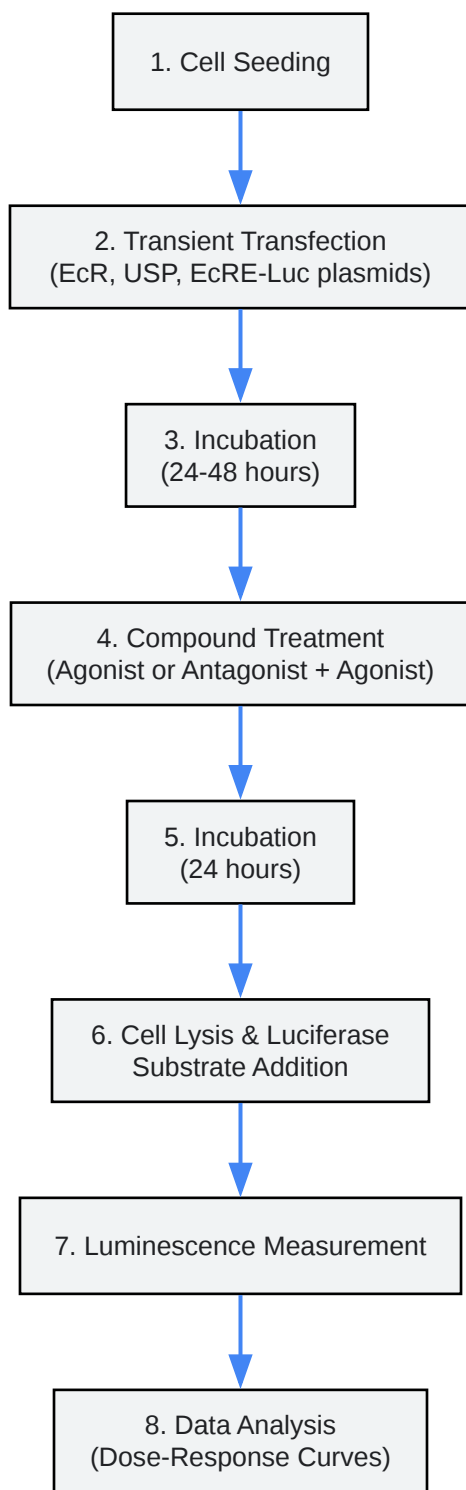 1. Cell Seeding
2. Transient Transfection
(EcR, USP, EcRE-Luc plasmids)
3. Incubation
(24-48 hours)
4. Compound Treatment
(Agonist or Antagonist + Agonist)
5. Incubation
(24 hours)
6. Cell Lysis & Luciferase
Substrate Addition
7. Luminescence Measurement
8. Data Analysis
(Dose-Response Curves)